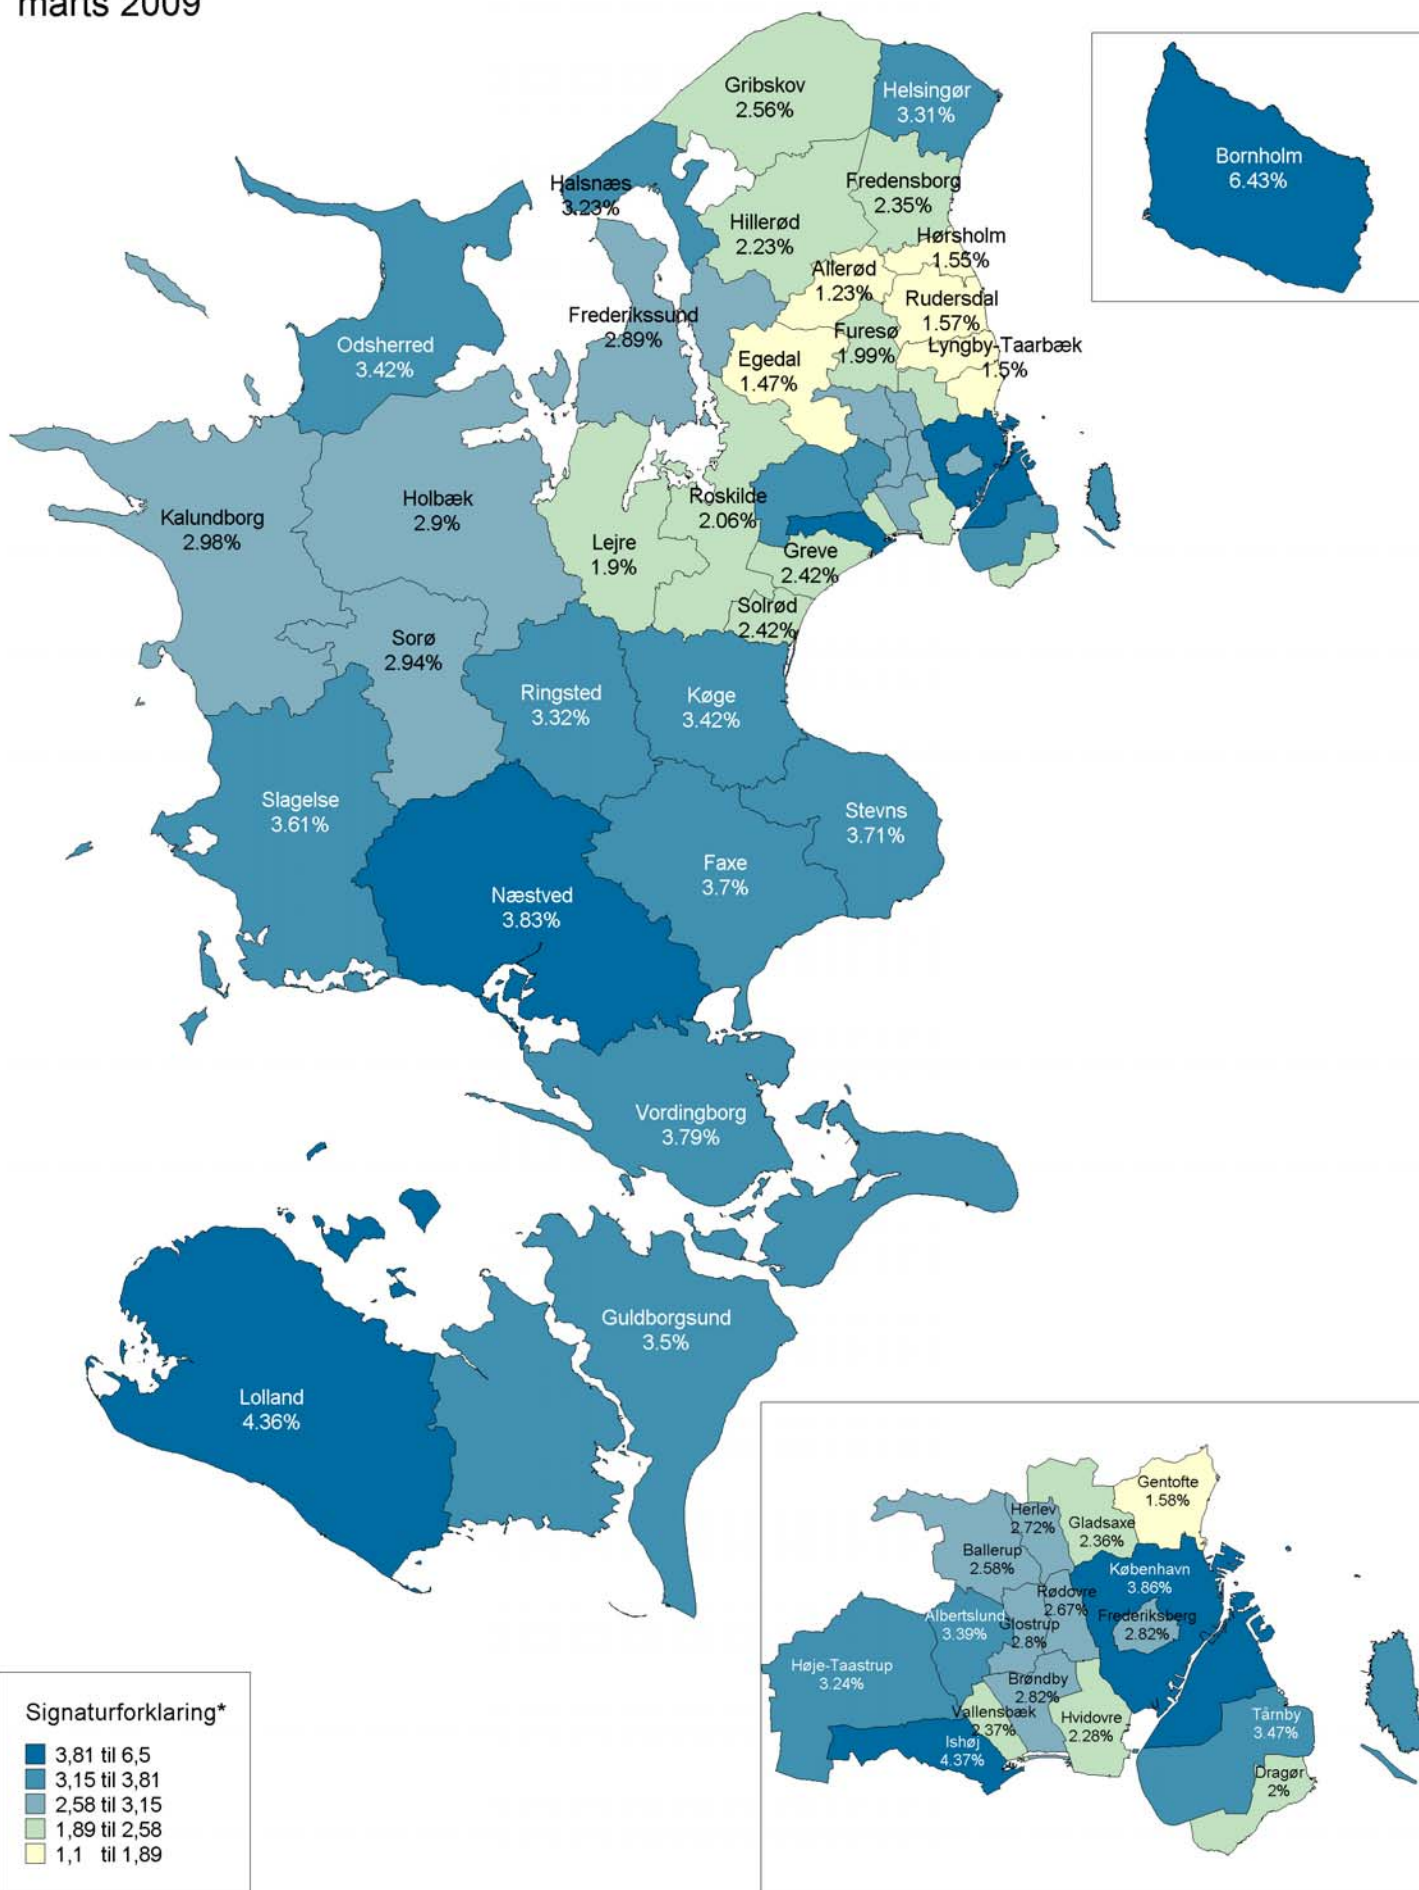 marts 2009
Gribskov
2.56%
Helsingør
3.31%
Bornholm
6.43%
Halsnæs
3.23%
Fredensborg
2.35%
Hillerød
2.23%
Hørsholm
1.55%
Allerød
1.23%
Rudersdal
1.57%
Frederikssund
2.89%
Furesø
1.99%
Lyngby-Taarbæk
1.5%
Odsherred
3.42%
Egedal
1.47%
Kalundborg
2.98%
Holbæk
2.9%
Roskilde
2.06%
Lejre
1.9%
Greve
2.42%
Solrød
2.42%
Sorø
2.94%
Ringsted
3.32%
Køge
3.42%
Slagelse
3.61%
Stevns
3.71%
Faxe
3.7%
Næstved
3.83%
Vordingborg
3.79%
Guldborgsund
3.5%
Lolland
4.36%
Gentofte
1.58%
Herlev
2.72%
Gladsaxe
2.36%
Ballerup
2.58%
København
3.86%
Rødovre
2.67%
Albertslund
3.39%
Glostrup
2.8%
Frederiksberg
2.82%
Høje-Taastrup
3.24%
Brøndby
2.82%
Vallensbæk
2.37%
Hvidovre
2.28%
Tårnby
3.47%
Ishøj
4.37%
Dragør
2%
Signaturforklaring*
3,81 til 6,5
3,15 til 3,81
2,58 til 3,15
1,89 til 2,58
1,1 til 1,89